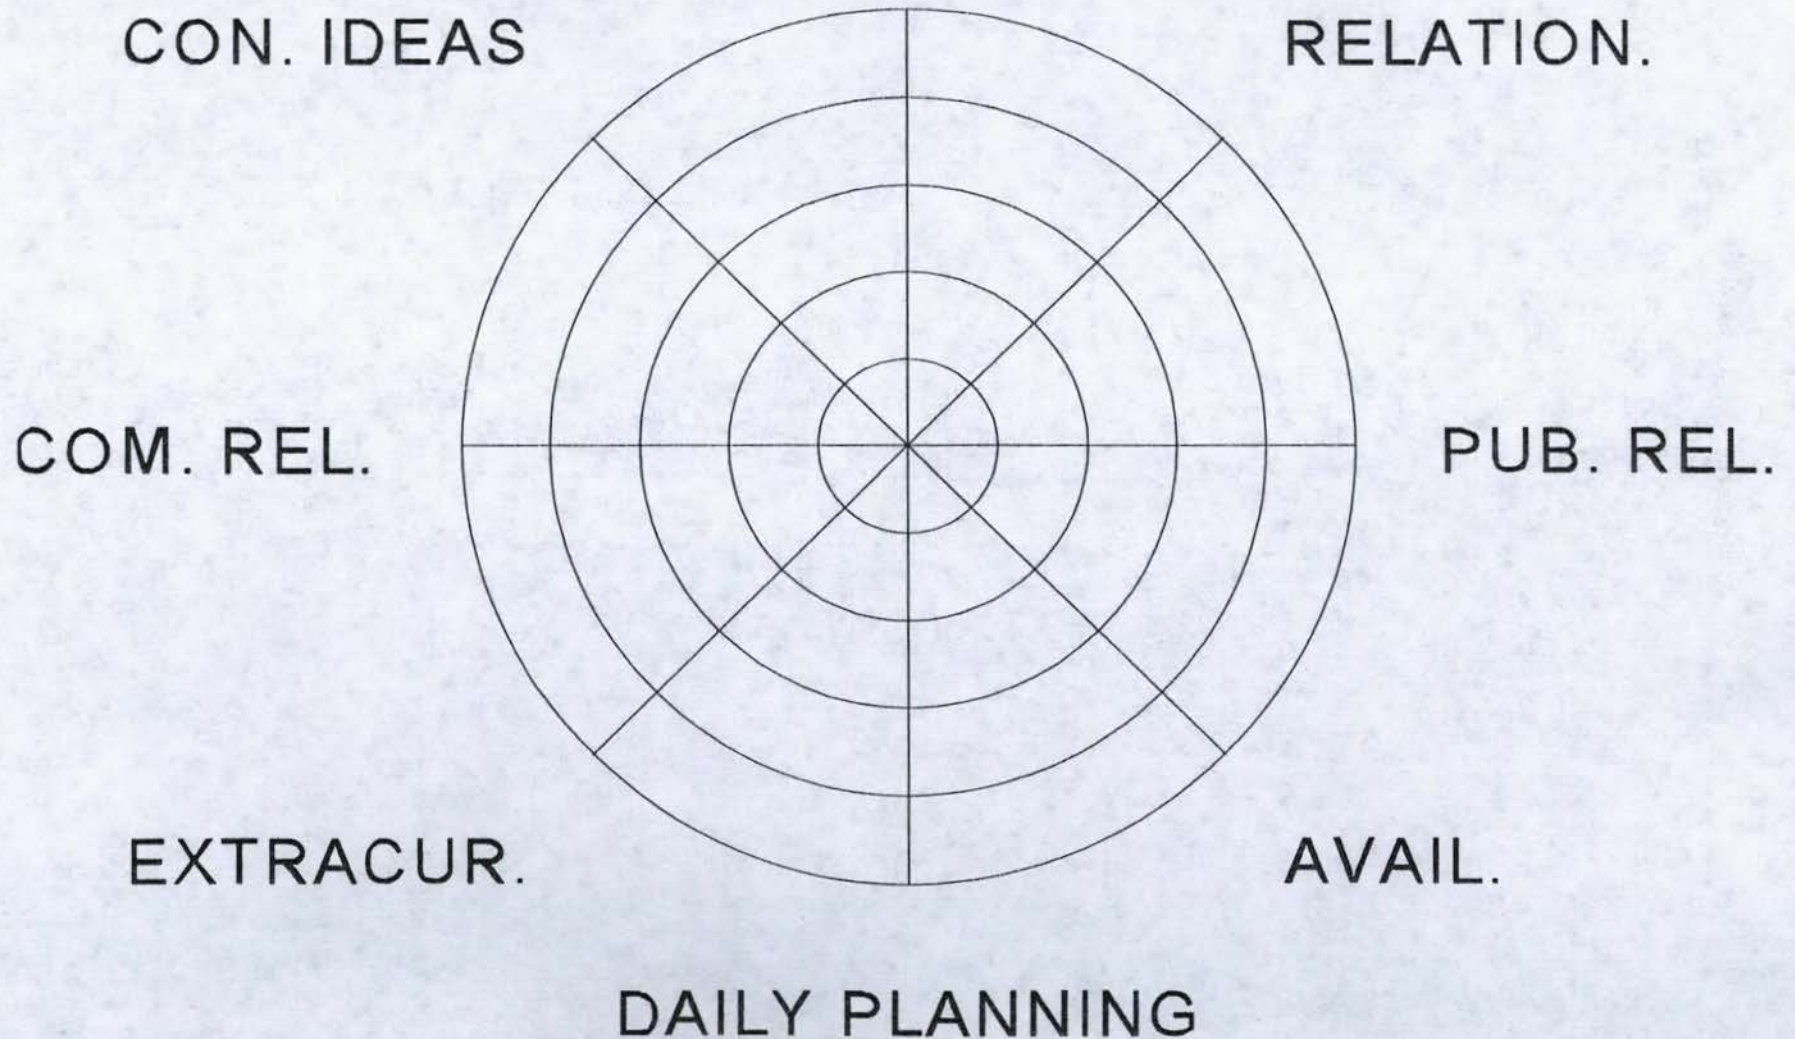 CON. IDEAS
RELATION.
COM. REL.
PUB. REL.
EXTRACUR.
AVAIL.
DAILY PLANNING